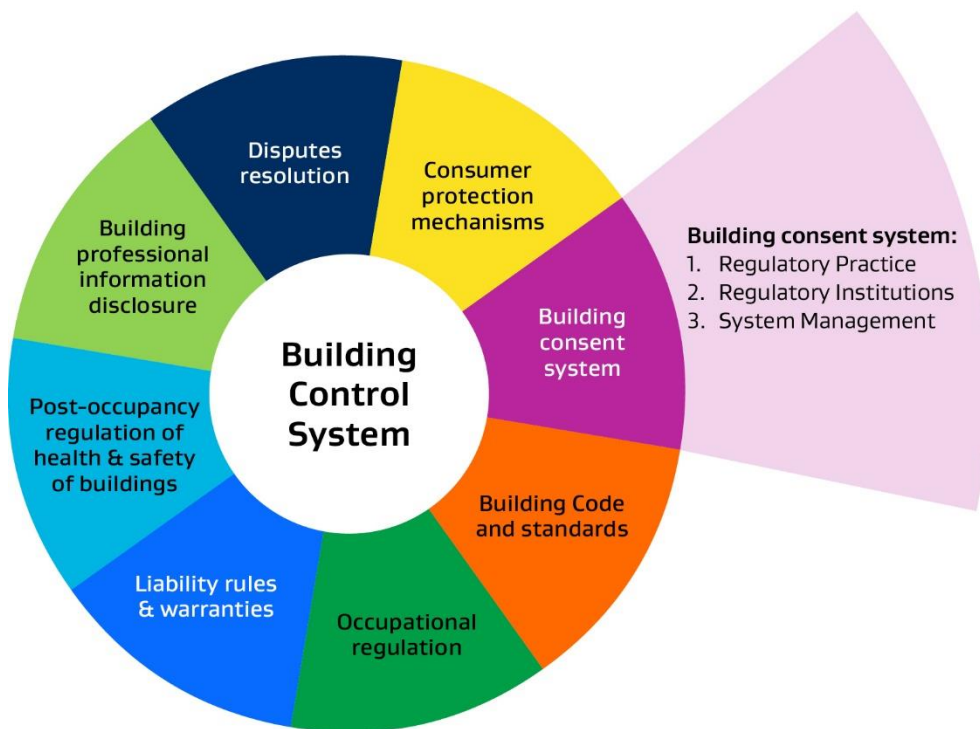 Disputes
resolution
Consumer
protection
mechanisms
Building consent system:
1. Regulatory Practice
2. Regulatory Institutions
3. System Management
Building
consent
system
Building Code
and standards
Occupational
regulation
Liability rules
& warranties
Post-occupancy
regulation of
health & safety
of buildings
Building
professional
information
disclosure
Building
Control
System